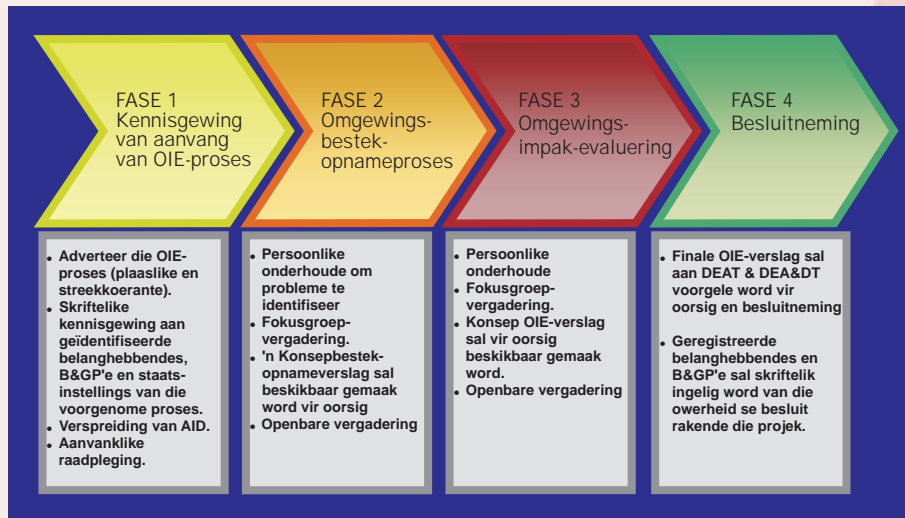 FASE 1
Kennisgewing
van aanvang
van OIE-proses
FASE 2
Omgewings-
bestek-
opnameproses
FASE 3
Omgewings-
impak-evaluering
FASE 4
Besluitneming
• Adverteer die OIE-
proses (plaaslike en
streekkoerante).
• Skriftelike
kennisgewing aan
geïdentifiseerde
belanghebbendes,
B&GP'e en staats-
instellings van die
voorgenome proses.
• Verspreiding van AID.
• Aanvanklike
raadpleging.
• Persoonlike
onderhoude om
probleme te
identifiseer
• Fokusgroep-
vergadering.
• 'n Konsepbestek-
opnameverslag sal
beskikbaar gemaak
word vir oorsig
• Openbare vergadering
• Persoonlike
onderhoude
• Fokusgroep-
vergadering.
• Konsep OIE-verslag
sal vir oorsig
beskikbaar gemaak
word.
• Openbare vergadering
• Finale OIE-verslag sal
aan DEAT & DEA&DT
voorgele word vir
oorsig en besluitneming
• Geregistreerde
belanghebbendes en
B&GP'e sal skriftelik
ingelig word van die
owerheid se besluit
rakende die projek.